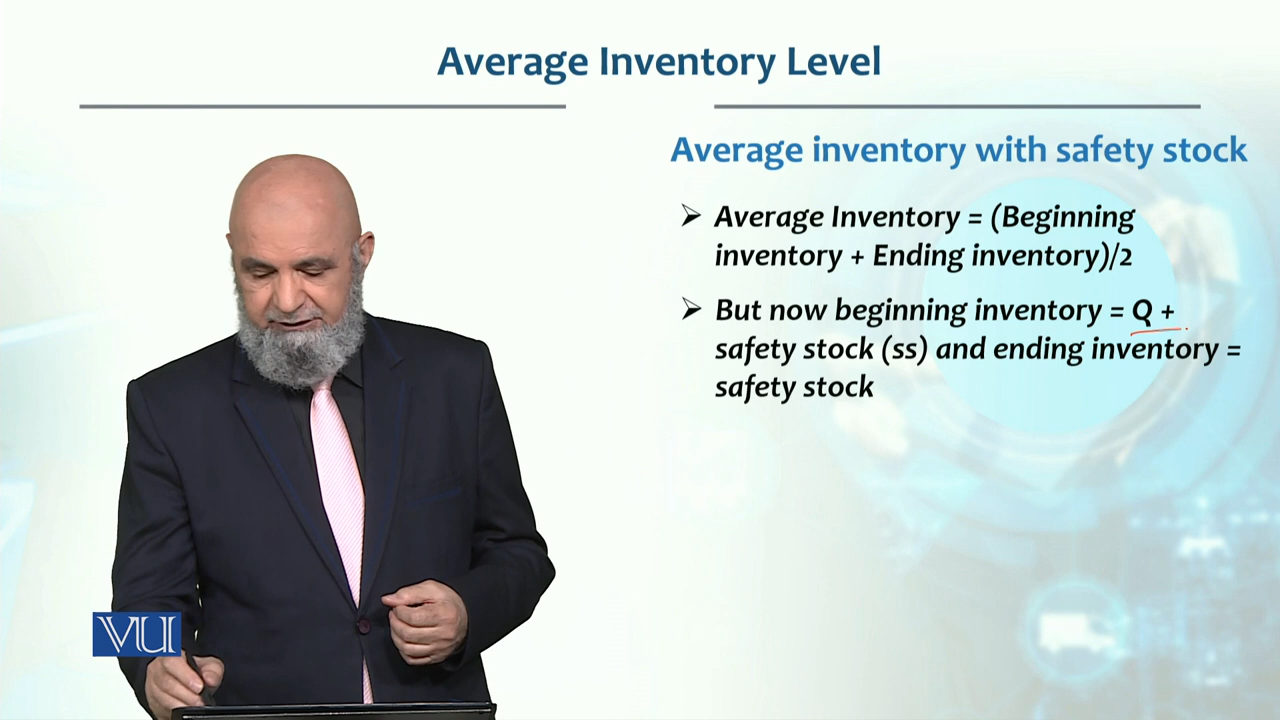 Average Inventory Level
Average inventory with safety stock
➢ Average Inventory = (Beginning
inventory + Ending inventory)/2
➢ But now beginning inventory = Q +
safety stock (ss) and ending inventory =
safety stock
VU